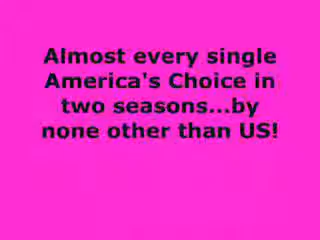 Almost every single
America's Choice in
two seasons...by
none other than US!